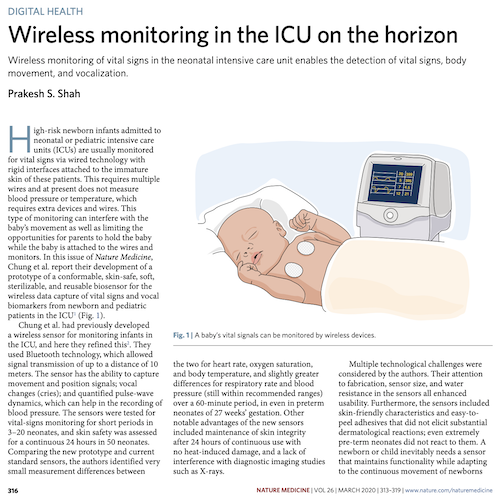 DIGITAL HEALTH
Wireless monitoring in the ICU on the horizon
Wireless monitoring of vital signs in the neonatal intensive care unit enables the detection of vital signs, body
movement, and vocalization.
Prakesh S. Shah
High-risk newborn infants admitted to
neonatal or pediatric intensive care
units (ICUs) are usually monitored
for vital signs via wired technology with
rigid interfaces attached to the immature
skin of these patients. This requires multiple
wires and at present does not measure
blood pressure or temperature, which
requires extra devices and wires. This
type of monitoring can interfere with the
baby's movement as well as limiting the
opportunities for parents to hold the baby
while the baby is attached to the wires and
monitors. In this issue of Nature Medicine,
Chung et al. report their development of a
prototype of a conformable, skin-safe, soft,
sterilizable, and reusable biosensor for the
wireless data capture of vital signs and vocal
biomarkers from newborn and pediatric
patients in the ICU¹ (Fig. 1).
Chung et al. had previously developed
a wireless sensor for monitoring infants in
the ICU, and here they refined this². They
used Bluetooth technology, which allowed
signal transmission of up to a distance of 10
meters. The sensor has the ability to capture
movement and position signals; vocal
changes (cries); and quantified pulse-wave
dynamics, which can help in the recording of
blood pressure. The sensors were tested for
vital-signs monitoring for short periods in
3–20 neonates, and skin safety was assessed
for a continuous 24 hours in 50 neonates.
Comparing the new prototype and current
standard sensors, the authors identified very
small measurement differences between
Fig. 1 | A baby's vital signals can be monitored by wireless devices.
the two for heart rate, oxygen saturation,
and body temperature, and slightly greater
differences for respiratory rate and blood
pressure (still within recommended ranges)
over a 60-minute period, in even in preterm
neonates of 27 weeks' gestation. Other
notable advantages of the new sensors
included maintenance of skin integrity
after 24 hours of continuous use with
no heat-induced damage, and a lack of
interference with diagnostic imaging studies
such as X-rays.
Multiple technological challenges were
considered by the authors. Their attention
to fabrication, sensor size, and water
resistance in the sensors all enhanced
usability. Furthermore, the sensors included
skin-friendly characteristics and easy-to-
peel adhesives that did not elicit substantial
dermatological reactions; even extremely
pre-term neonates did not react to them. A
newborn or child inevitably needs a sensor
that maintains functionality while adapting
to the continuous movement of newborns
316
NATURE MEDICINE | VOL 26 | MARCH 2020 | 313–319 | www.nature.com/naturemedicine